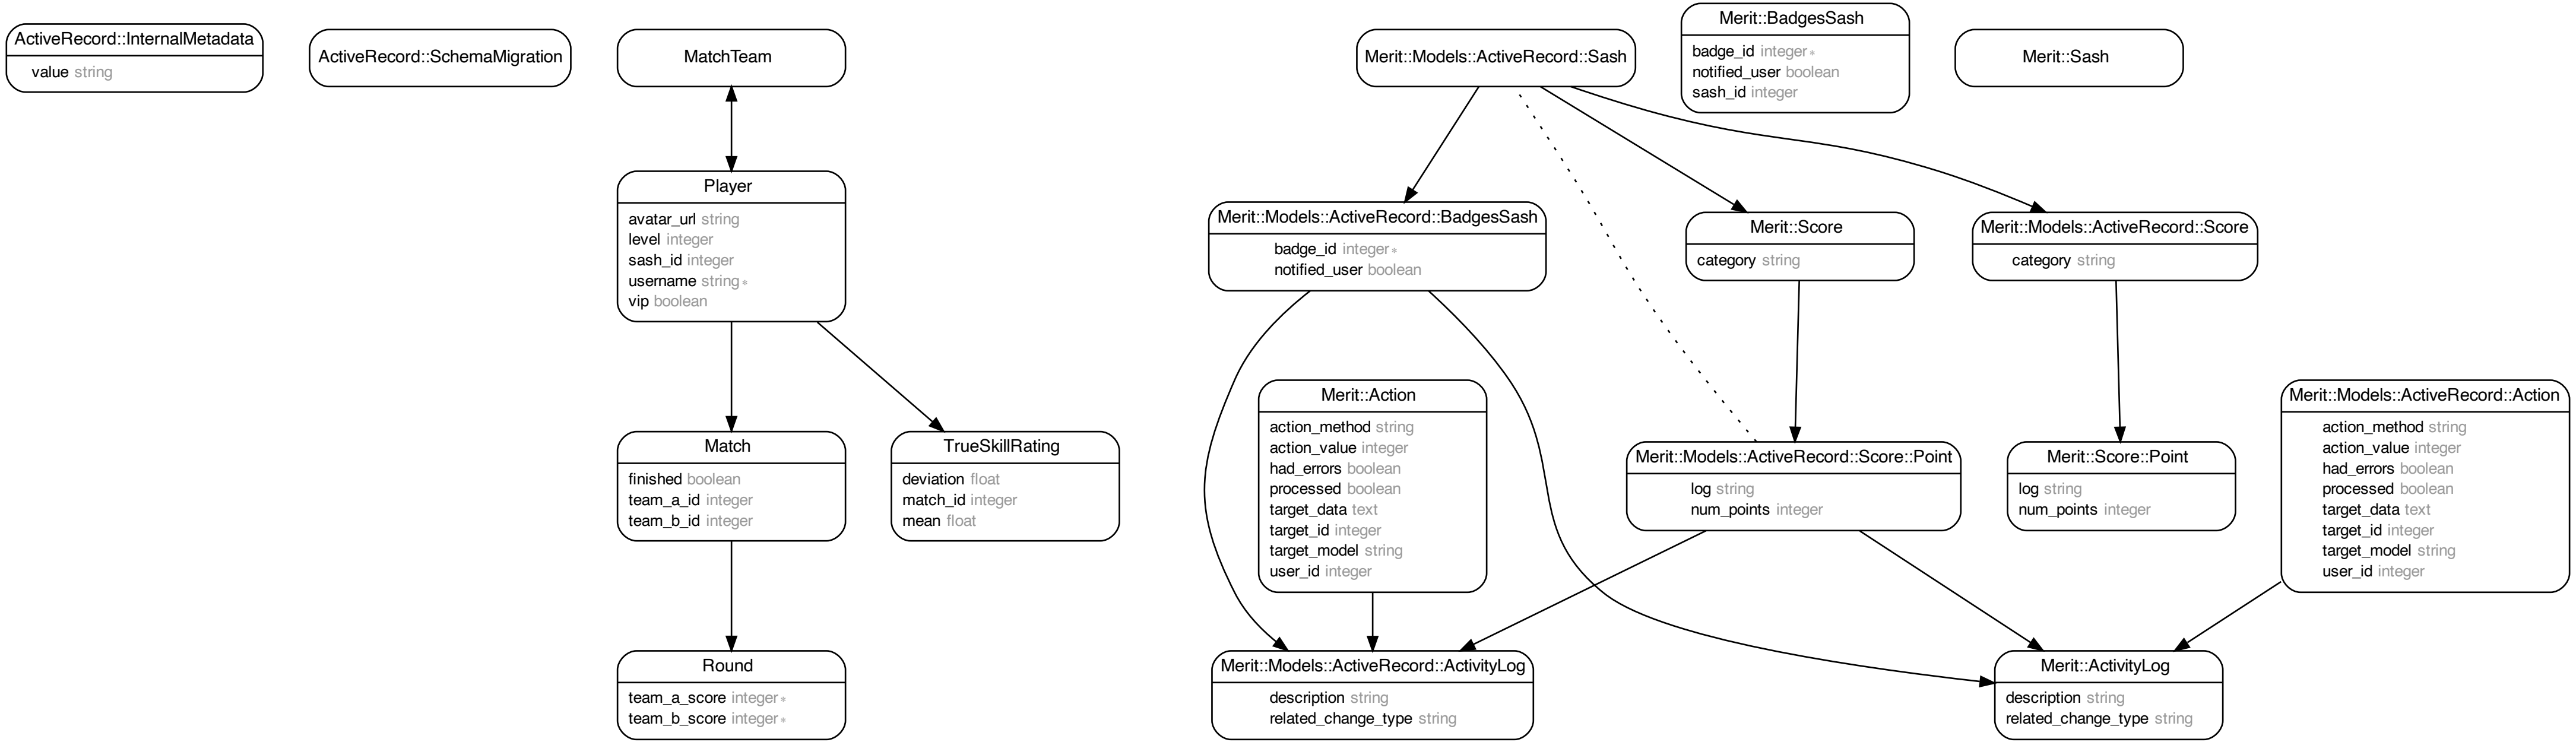 ActiveRecord::InternalMetadata
value string
ActiveRecord::SchemaMigration
MatchTeam
Merit::Models::ActiveRecord::Sash
Merit::BadgesSash
badge_id integer*
notified_user boolean
sash_id integer
Merit::Sash
Player
avatar_url string
level integer
sash_id integer
username string*
vip boolean
Merit::Models::ActiveRecord::BadgesSash
badge_id integer*
notified_user boolean
Merit::Score
category string
Merit::Models::ActiveRecord::Score
category string
Match
finished boolean
team_a_id integer
team_b_id integer
TrueSkillRating
deviation float
match_id integer
mean float
Merit::Action
action_method string
action_value integer
had_errors boolean
processed boolean
target_data text
target_id integer
target_model string
user_id integer
Merit::Models::ActiveRecord::Score::Point
log string
num_points integer
Merit::Score::Point
log string
num_points integer
Merit::Models::ActiveRecord::Action
action_method string
action_value integer
had_errors boolean
processed boolean
target_data text
target_id integer
target_model string
user_id integer
Round
team_a_score integer*
team_b_score integer*
Merit::Models::ActiveRecord::ActivityLog
description string
related_change_type string
Merit::ActivityLog
description string
related_change_type string